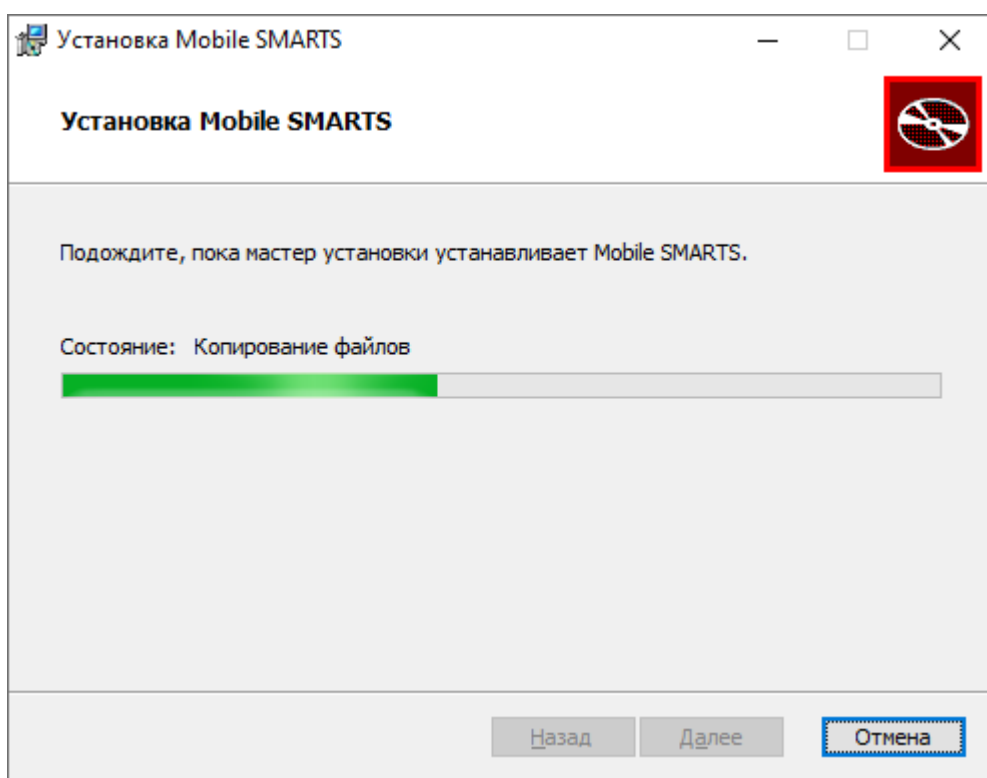 Установка Mobile SMARTS
Установка Mobile SMARTS
Подождите, пока мастер установки устанавливает Mobile SMARTS.
Состояние: Копирование файлов
Назад Далее Отмена